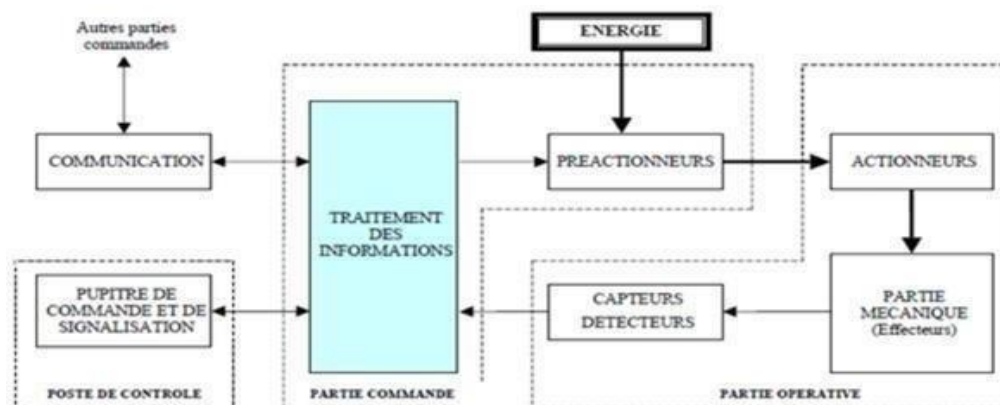 Autres parties
commandes
ENERGIE
COMMUNICATION
PREACTIONNEURS
ACTIONNEURS
TRAITEMENT
DES
INFORMATIONS
PUPITRE DE
COMMANDE ET DE
SIGNALISATION
CAPTEURS
DETECTEURS
PARTIE
MECANIQUE
(Effecteurs)
POSTE DE CONTROLE
PARTIE COMMANDE
PARTIE OPERATIVE